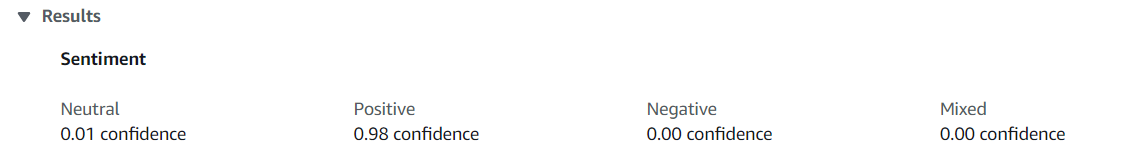 Results
Sentiment
Neutral Positive Negative Mixed
0.01 confidence 0.98 confidence 0.00 confidence 0.00 confidence